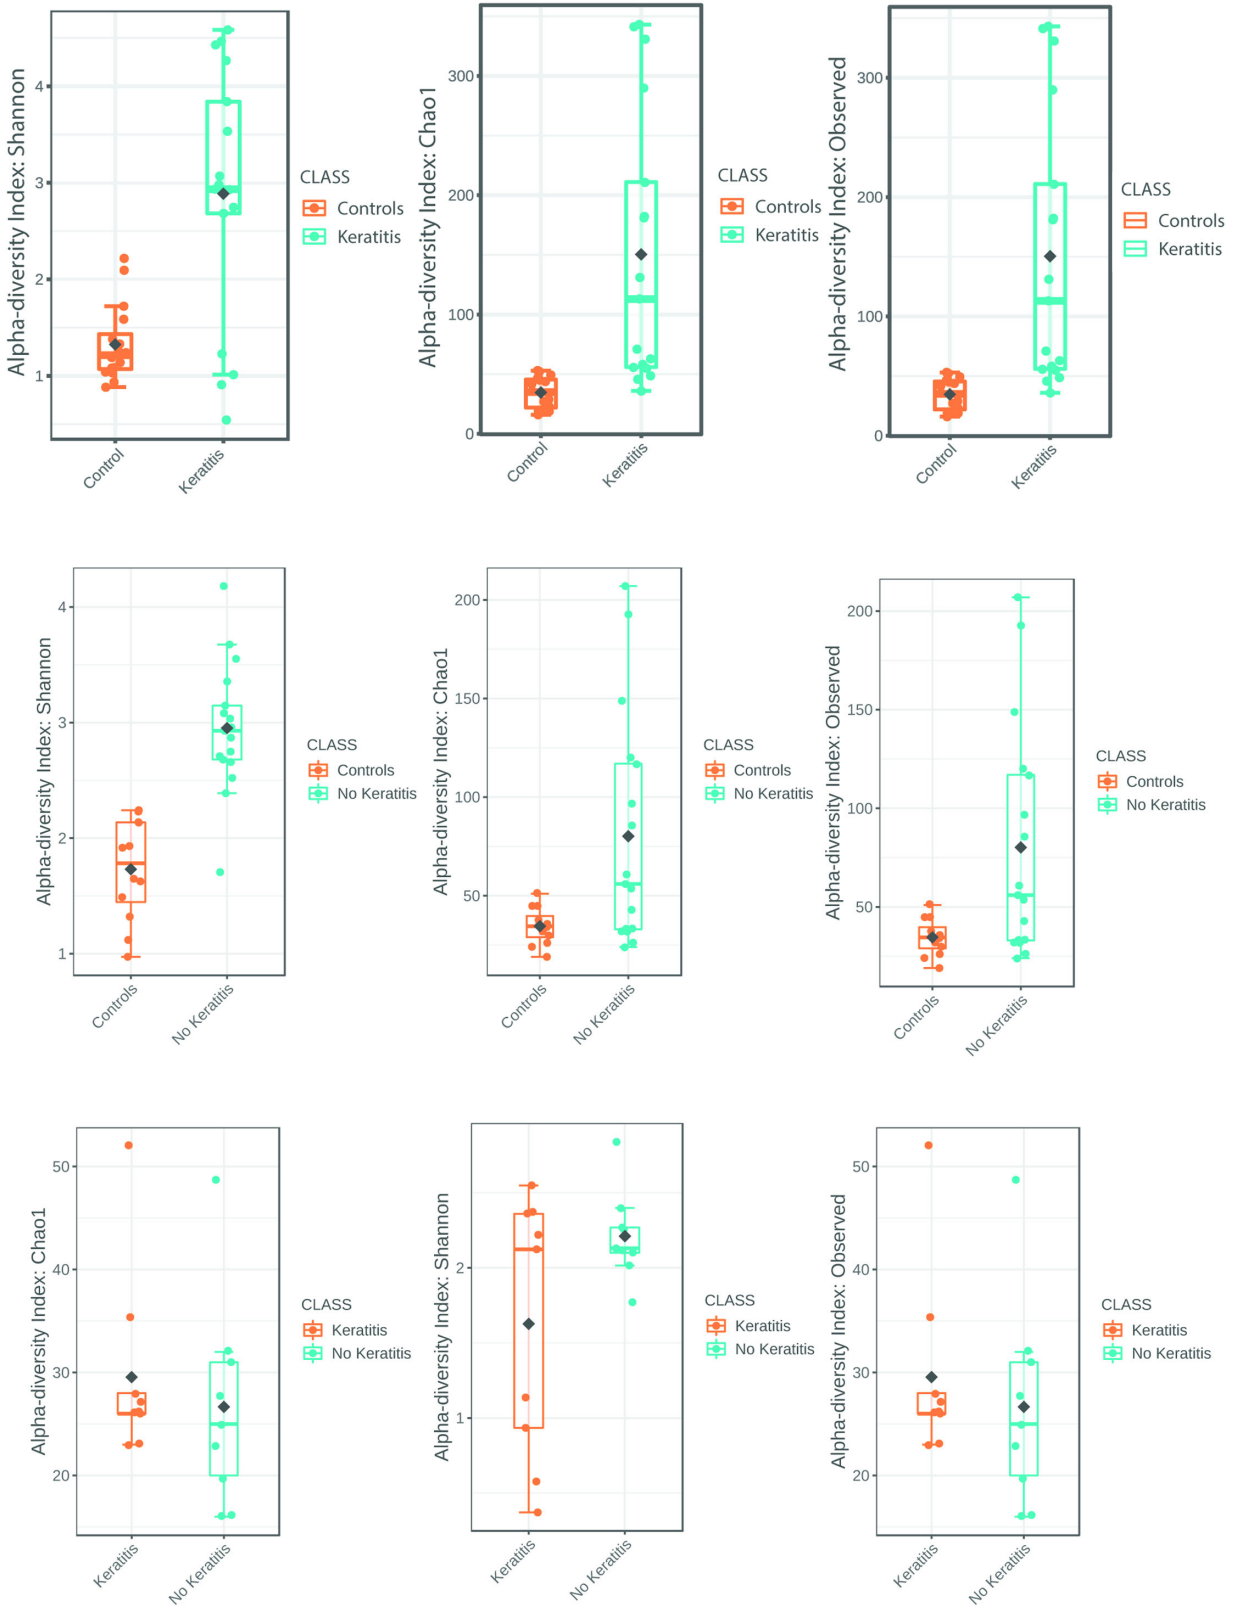 Alpha-diversity Index: Shannon
4
3
2
1
Control
Keratitis
CLASS
Controls
Keratitis
Alpha-diversity Index: Chao1
300
200
100
0
Control
Keratitis
CLASS
Controls
Keratitis
Alpha-diversity Index: Observed
300
200
100
0
Control
Keratitis
CLASS
Controls
Keratitis
Alpha-diversity Index: Shannon
4
3
2
1
Controls
No Keratitis
CLASS
Controls
No Keratitis
Alpha-diversity Index: Chao1
200
150
100
50
Controls
No Keratitis
CLASS
Controls
No Keratitis
Alpha-diversity Index: Observed
200
150
100
50
Controls
No Keratitis
CLASS
Controls
No Keratitis
Alpha-diversity Index: Chao1
50
40
30
20
Keratitis
No Keratitis
CLASS
Keratitis
No Keratitis
Alpha-diversity Index: Shannon
2
1
Keratitis
No Keratitis
CLASS
Keratitis
No Keratitis
Alpha-diversity Index: Observed
50
40
30
20
Keratitis
No Keratitis
CLASS
Keratitis
No Keratitis